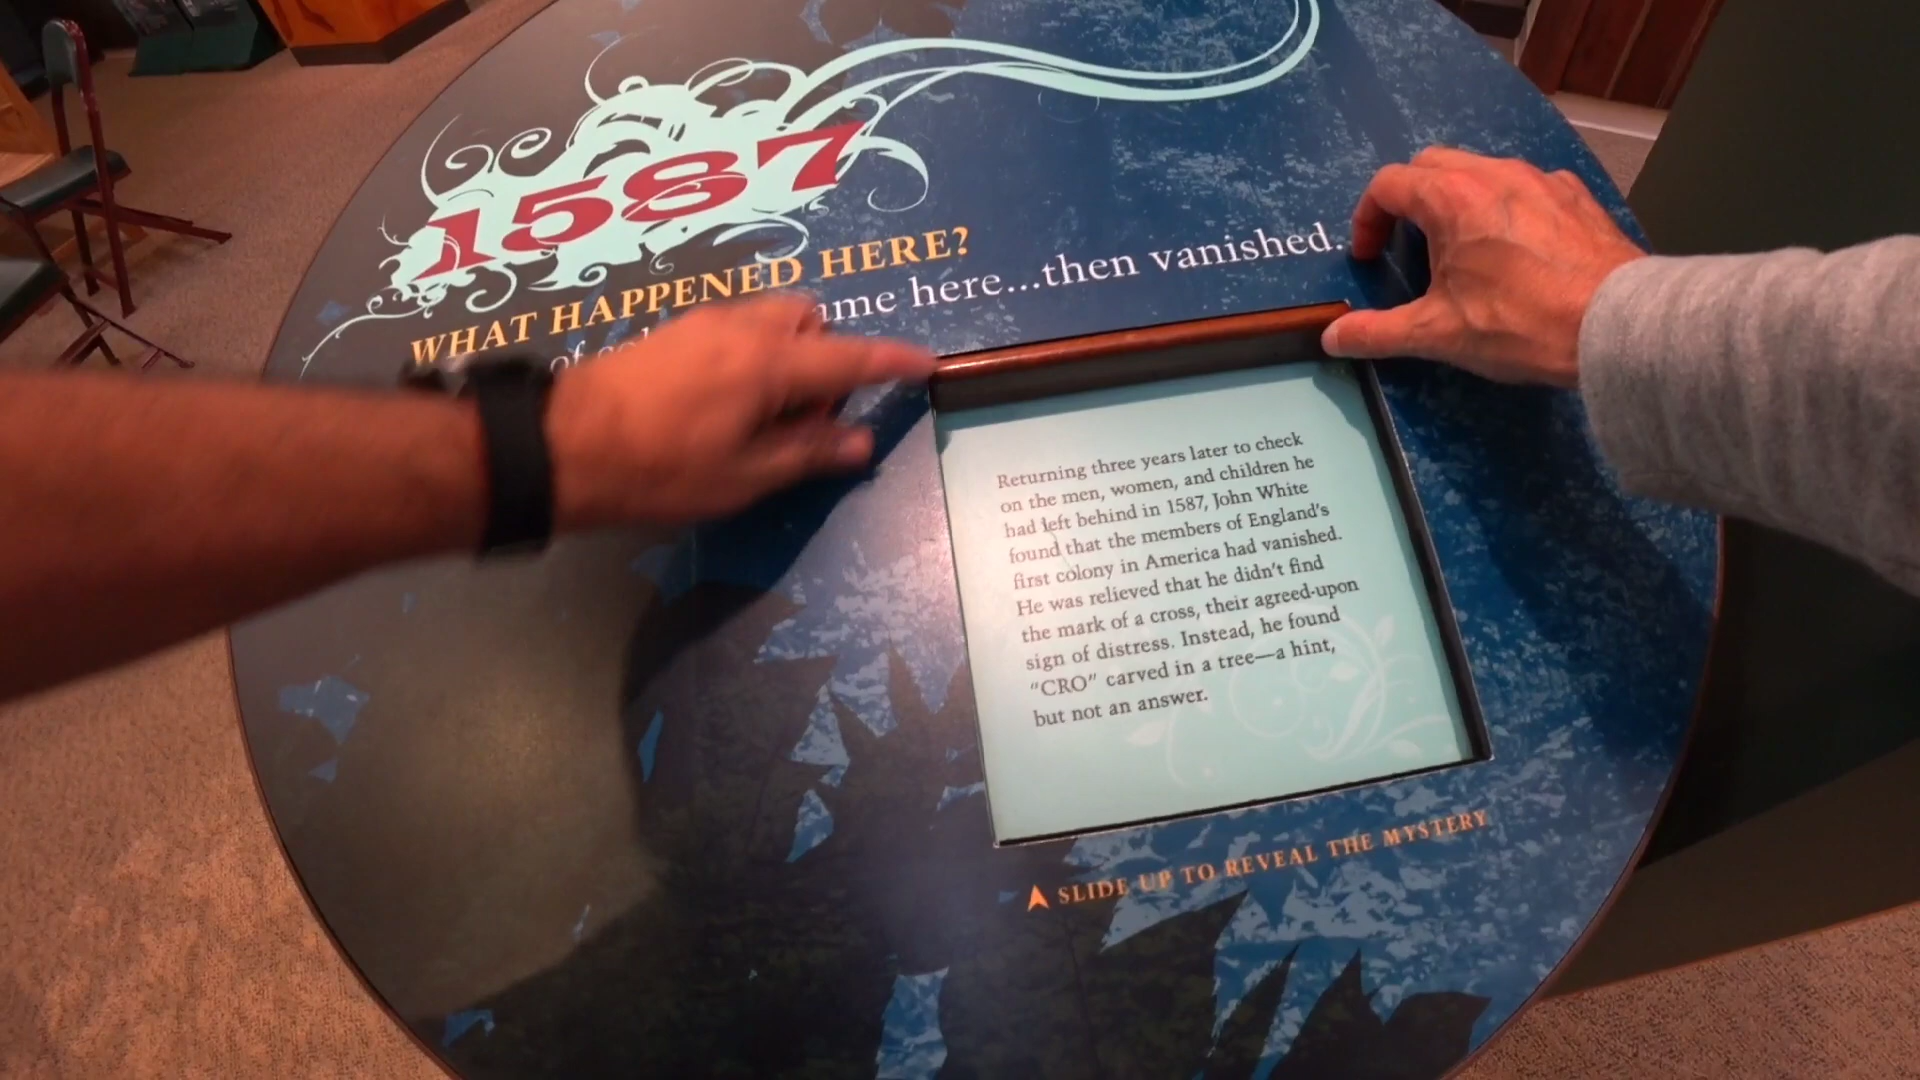 1587
WHAT HAPPENED HERE?
of ame here...then vanished.
Returning three years later to check
on the men, women, and children he
had left behind in 1587, John White
found that the members of England's
first colony in America had vanished.
He was relieved that he didn't find
the mark of a cross, their agreed-upon
sign of distress. Instead, he found
"CRO" carved in a tree—a hint,
but not an answer.
SLIDE UP TO REVEAL THE MYSTERY